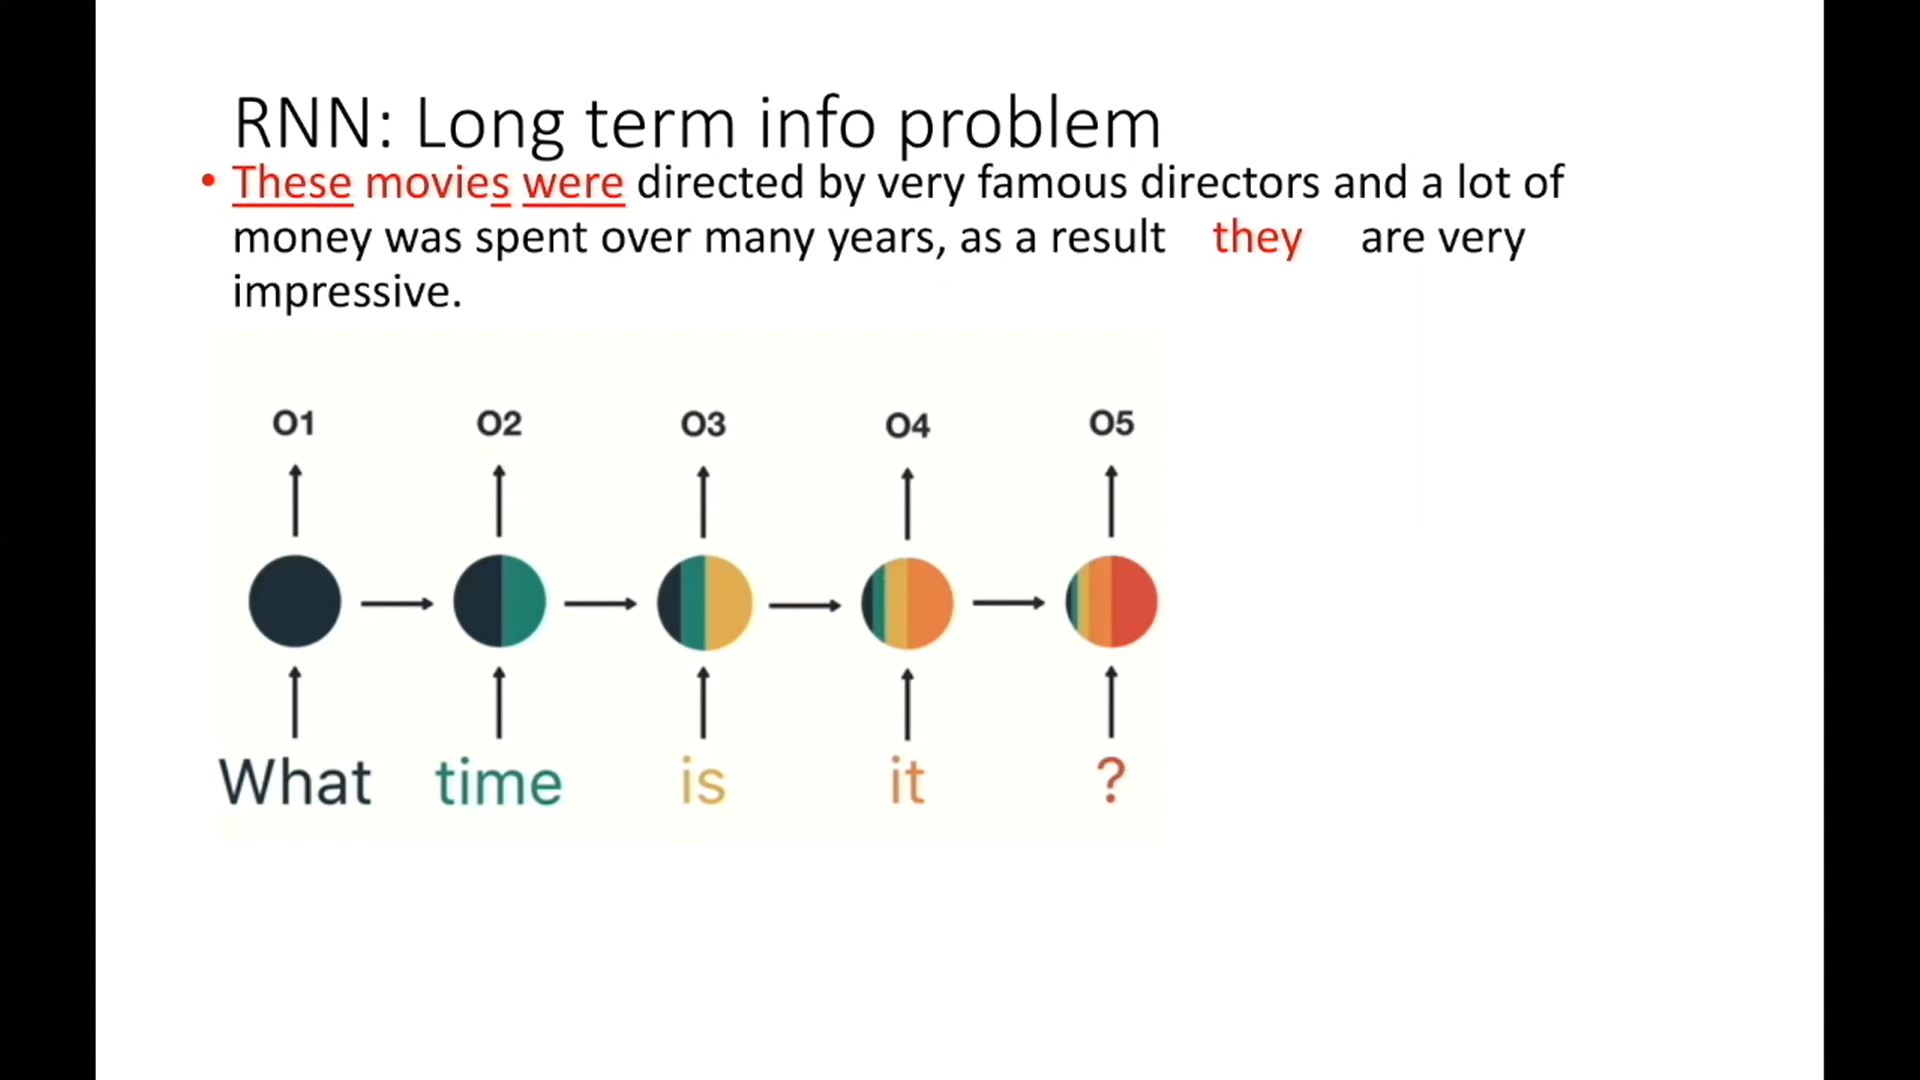 RNN: Long term info problem
• These movies were directed by very famous directors and a lot of
money was spent over many years, as a result they are very
impressive.
O1 O2 O3 O4 O5
What time is it ?